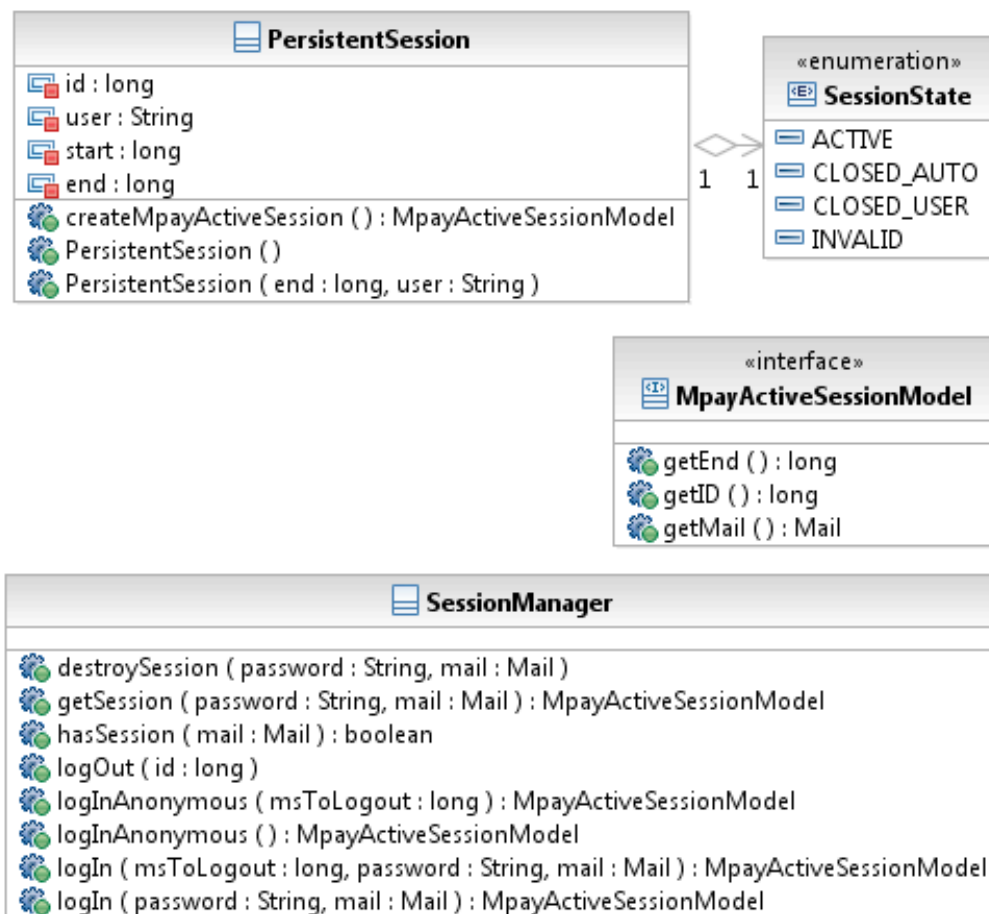 PersistentSession
id : long
user : String
start : long
end : long
createMpayActiveSession ( ) : MpayActiveSessionModel
PersistentSession ( )
PersistentSession ( end : long, user : String )
1 1
«enumeration»
<E> SessionState
ACTIVE
CLOSED_AUTO
CLOSED_USER
INVALID
«interface»
<I> MpayActiveSessionModel
getEnd ( ) : long
getID ( ) : long
getMail ( ) : Mail
SessionManager
destroySession ( password : String, mail : Mail )
getSession ( password : String, mail : Mail ) : MpayActiveSessionModel
hasSession ( mail : Mail ) : boolean
logOut ( id : long )
logInAnonymous ( msToLogout : long ) : MpayActiveSessionModel
logInAnonymous ( ) : MpayActiveSessionModel
logIn ( msToLogout : long, password : String, mail : Mail ) : MpayActiveSessionModel
logIn ( password : String, mail : Mail ) : MpayActiveSessionModel